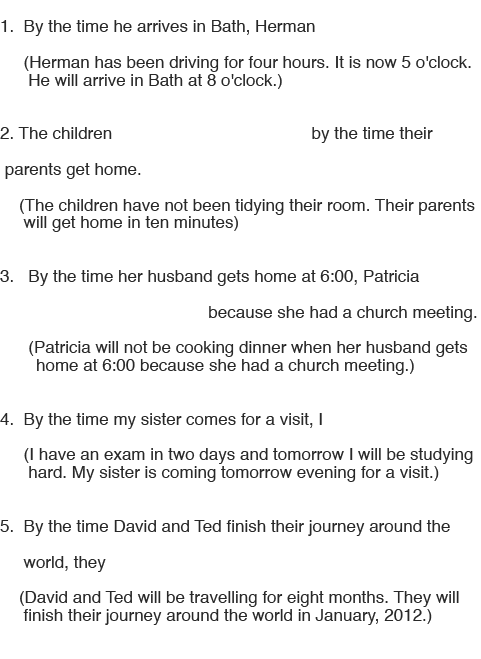 1. By the time he arrives in Bath, Herman
(Herman has been driving for four hours. It is now 5 o'clock.
He will arrive in Bath at 8 o'clock.)
2. The children by the time their
parents get home.
(The children have not been tidying their room. Their parents
will get home in ten minutes)
3. By the time her husband gets home at 6:00, Patricia
because she had a church meeting.
(Patricia will not be cooking dinner when her husband gets
home at 6:00 because she had a church meeting.)
4. By the time my sister comes for a visit, I
(I have an exam in two days and tomorrow I will be studying
hard. My sister is coming tomorrow evening for a visit.)
5. By the time David and Ted finish their journey around the
world, they
(David and Ted will be travelling for eight months. They will
finish their journey around the world in January, 2012.)